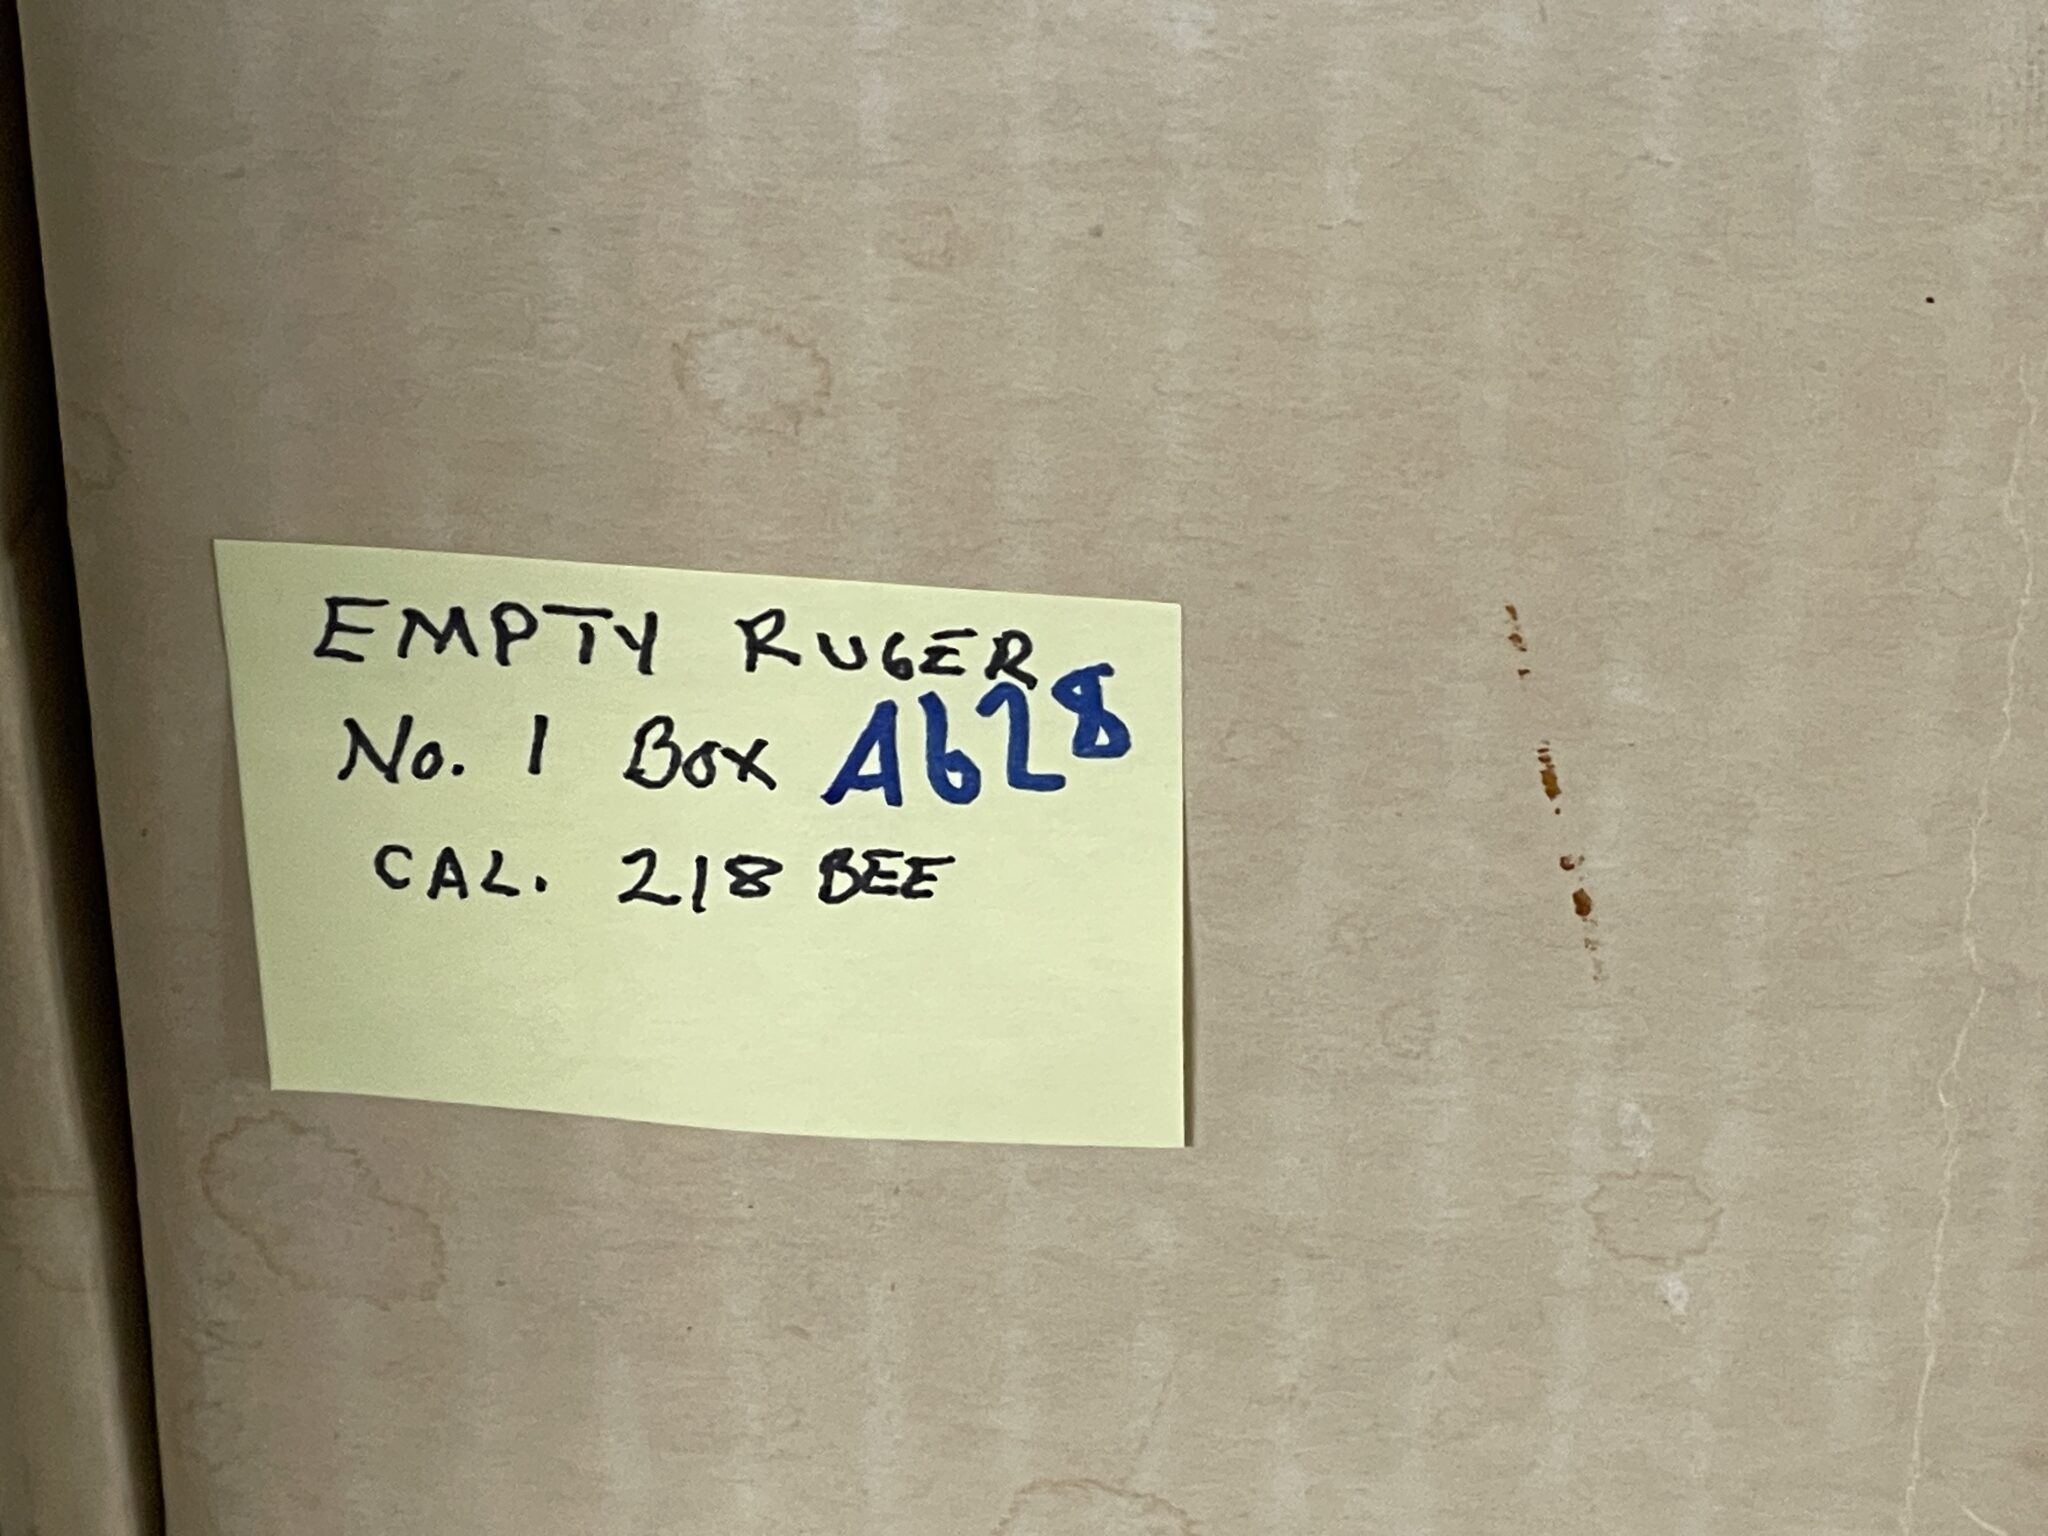 EMPTY RUGER
No. 1 Box A628
CAL. 218 BEE